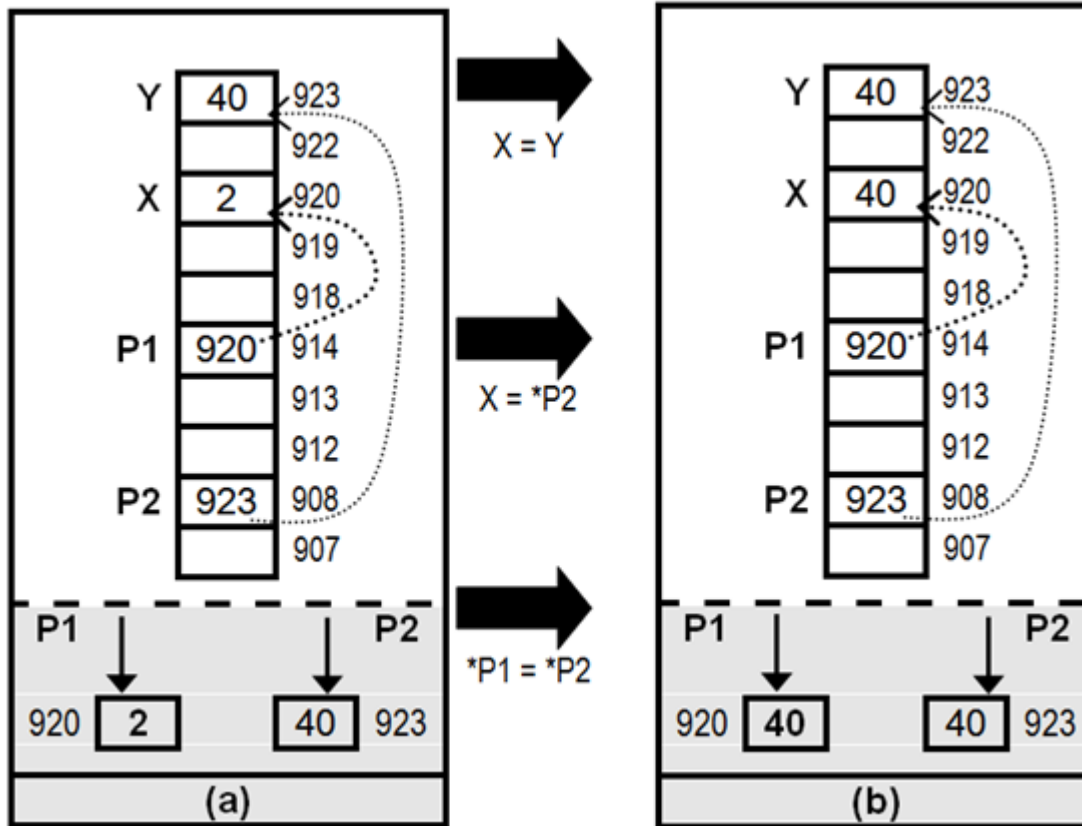 Y 40 923
922
X 2 920
919
918
P1 920 914
913
912
P2 923 908
907
P1 P2
920 2 40 923
(a)
X = Y
X = *P2
*P1 = *P2
Y 40 923
922
X 40 920
919
918
P1 920 914
913
912
P2 923 908
907
P1 P2
920 40 40 923
(b)